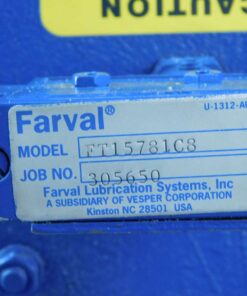 CAUTION
Farval®
MODEL FT15781C8
JOB NO. 305650
Farval Lubrication Systems, Inc
A SUBSIDIARY OF VESPER CORPORATION
Kinston NC 28501 USA